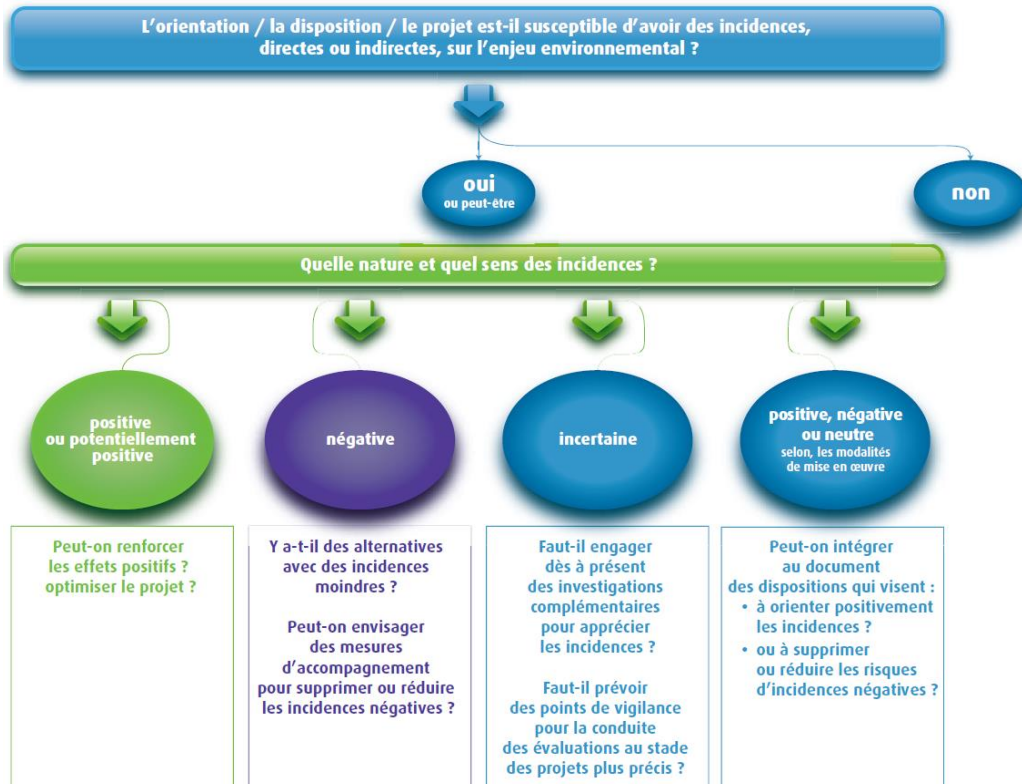 L'orientation / la disposition / le projet est-il susceptible d'avoir des incidences,
directes ou indirectes, sur l'enjeu environnemental ?
oui
ou peut-être
non
Quelle nature et quel sens des incidences ?
positive
ou potentiellement
positive
négative
incertaine
positive, négative
ou neutre
selon, les modalités
de mise en œuvre
Peut-on renforcer
les effets positifs ?
optimiser le projet ?
Y a-t-il des alternatives
avec des incidences
moindres ?
Peut-on envisager
des mesures
d'accompagnement
pour supprimer ou réduire
les incidences négatives ?
Faut-il engager
dès à présent
des investigations
complémentaires
pour apprécier
les incidences ?
Faut-il prévoir
des points de vigilance
pour la conduite
des évaluations au stade
des projets plus précis ?
Peut-on intégrer
au document
des dispositions qui visent :
• à orienter positivement
les incidences ?
• ou à supprimer
ou réduire les risques
d'incidences négatives ?